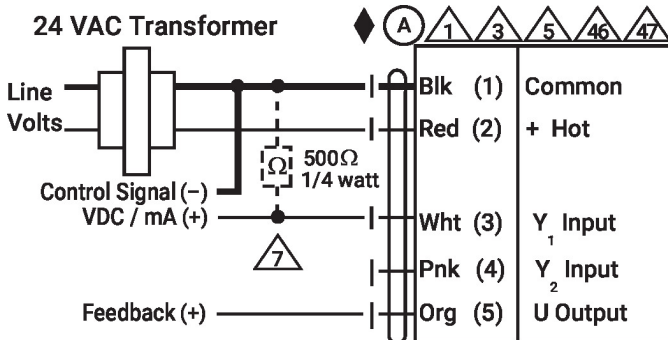 24 VAC Transformer
A 1 3 5 46 47
Line
Volts
Blk (1) Common
Red (2) + Hot
Ω 500Ω
1/4 watt
Control Signal (−)
VDC / mA (+)
7
Wht (3) Y1 Input
Pnk (4) Y2 Input
Feedback (+)
Org (5) U Output